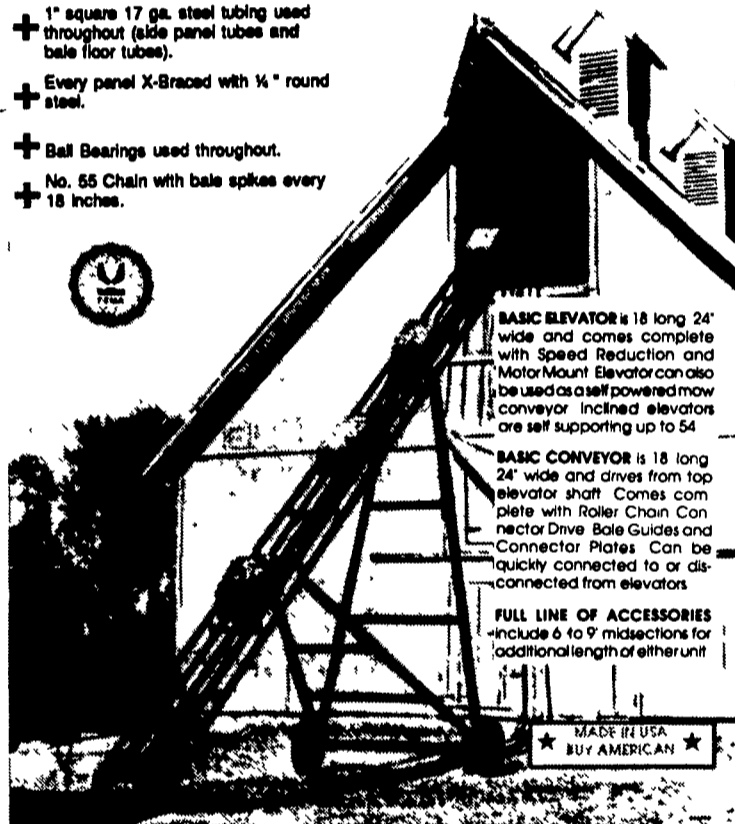 1" square 17 ga. steel tubing used
throughout (side panel tubes and
bale floor tubes).
Every panel X-Braced with ¼" round
steel.
Ball Bearings used throughout.
No. 55 Chain with bale spikes every
18 inches.
FEMA
BASIC ELEVATOR is 18 long 24"
wide and comes complete
with Speed Reduction and
Motor Mount Elevator can also
be used as a self powered mow
conveyor Inclined elevators
are self supporting up to 54
BASIC CONVEYOR is 18 long
24" wide and drives from top
elevator shaft Comes com
plete with Roller Chain Con
nector Drive Bale Guides and
Connector Plates Can be
quickly connected to or dis-
connected from elevators
FULL LINE OF ACCESSORIES
include 6 to 9' midsections for
additional length of either unit
MADE IN USA
BUY AMERICAN